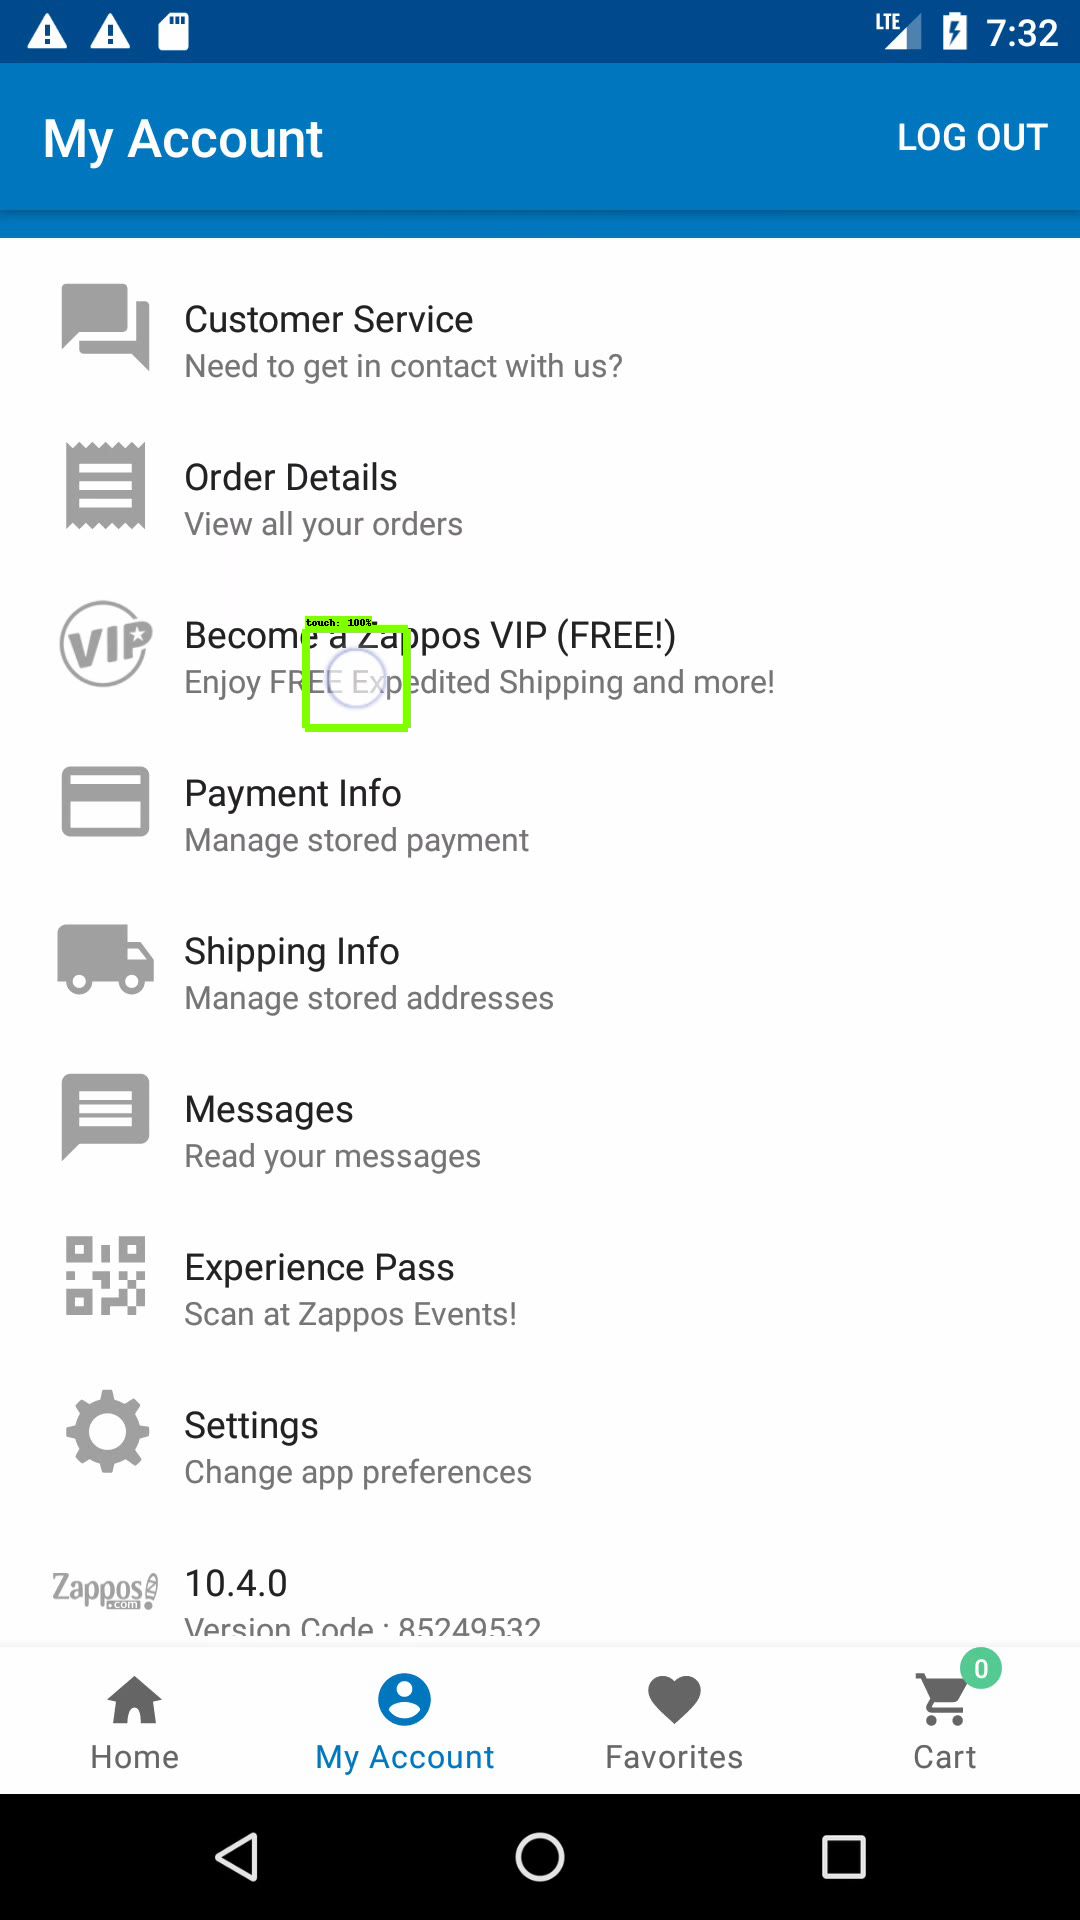 LTE 7:32
My Account LOG OUT
Customer Service
Need to get in contact with us?
Order Details
View all your orders
touch: 100%
VIP
Become a Zappos VIP (FREE!)
Enjoy FREE Expedited Shipping and more!
Payment Info
Manage stored payment
Shipping Info
Manage stored addresses
Messages
Read your messages
Experience Pass
Scan at Zappos Events!
Settings
Change app preferences
Zappos .com
10.4.0
Version Code : 85249532
0
Home My Account Favorites Cart